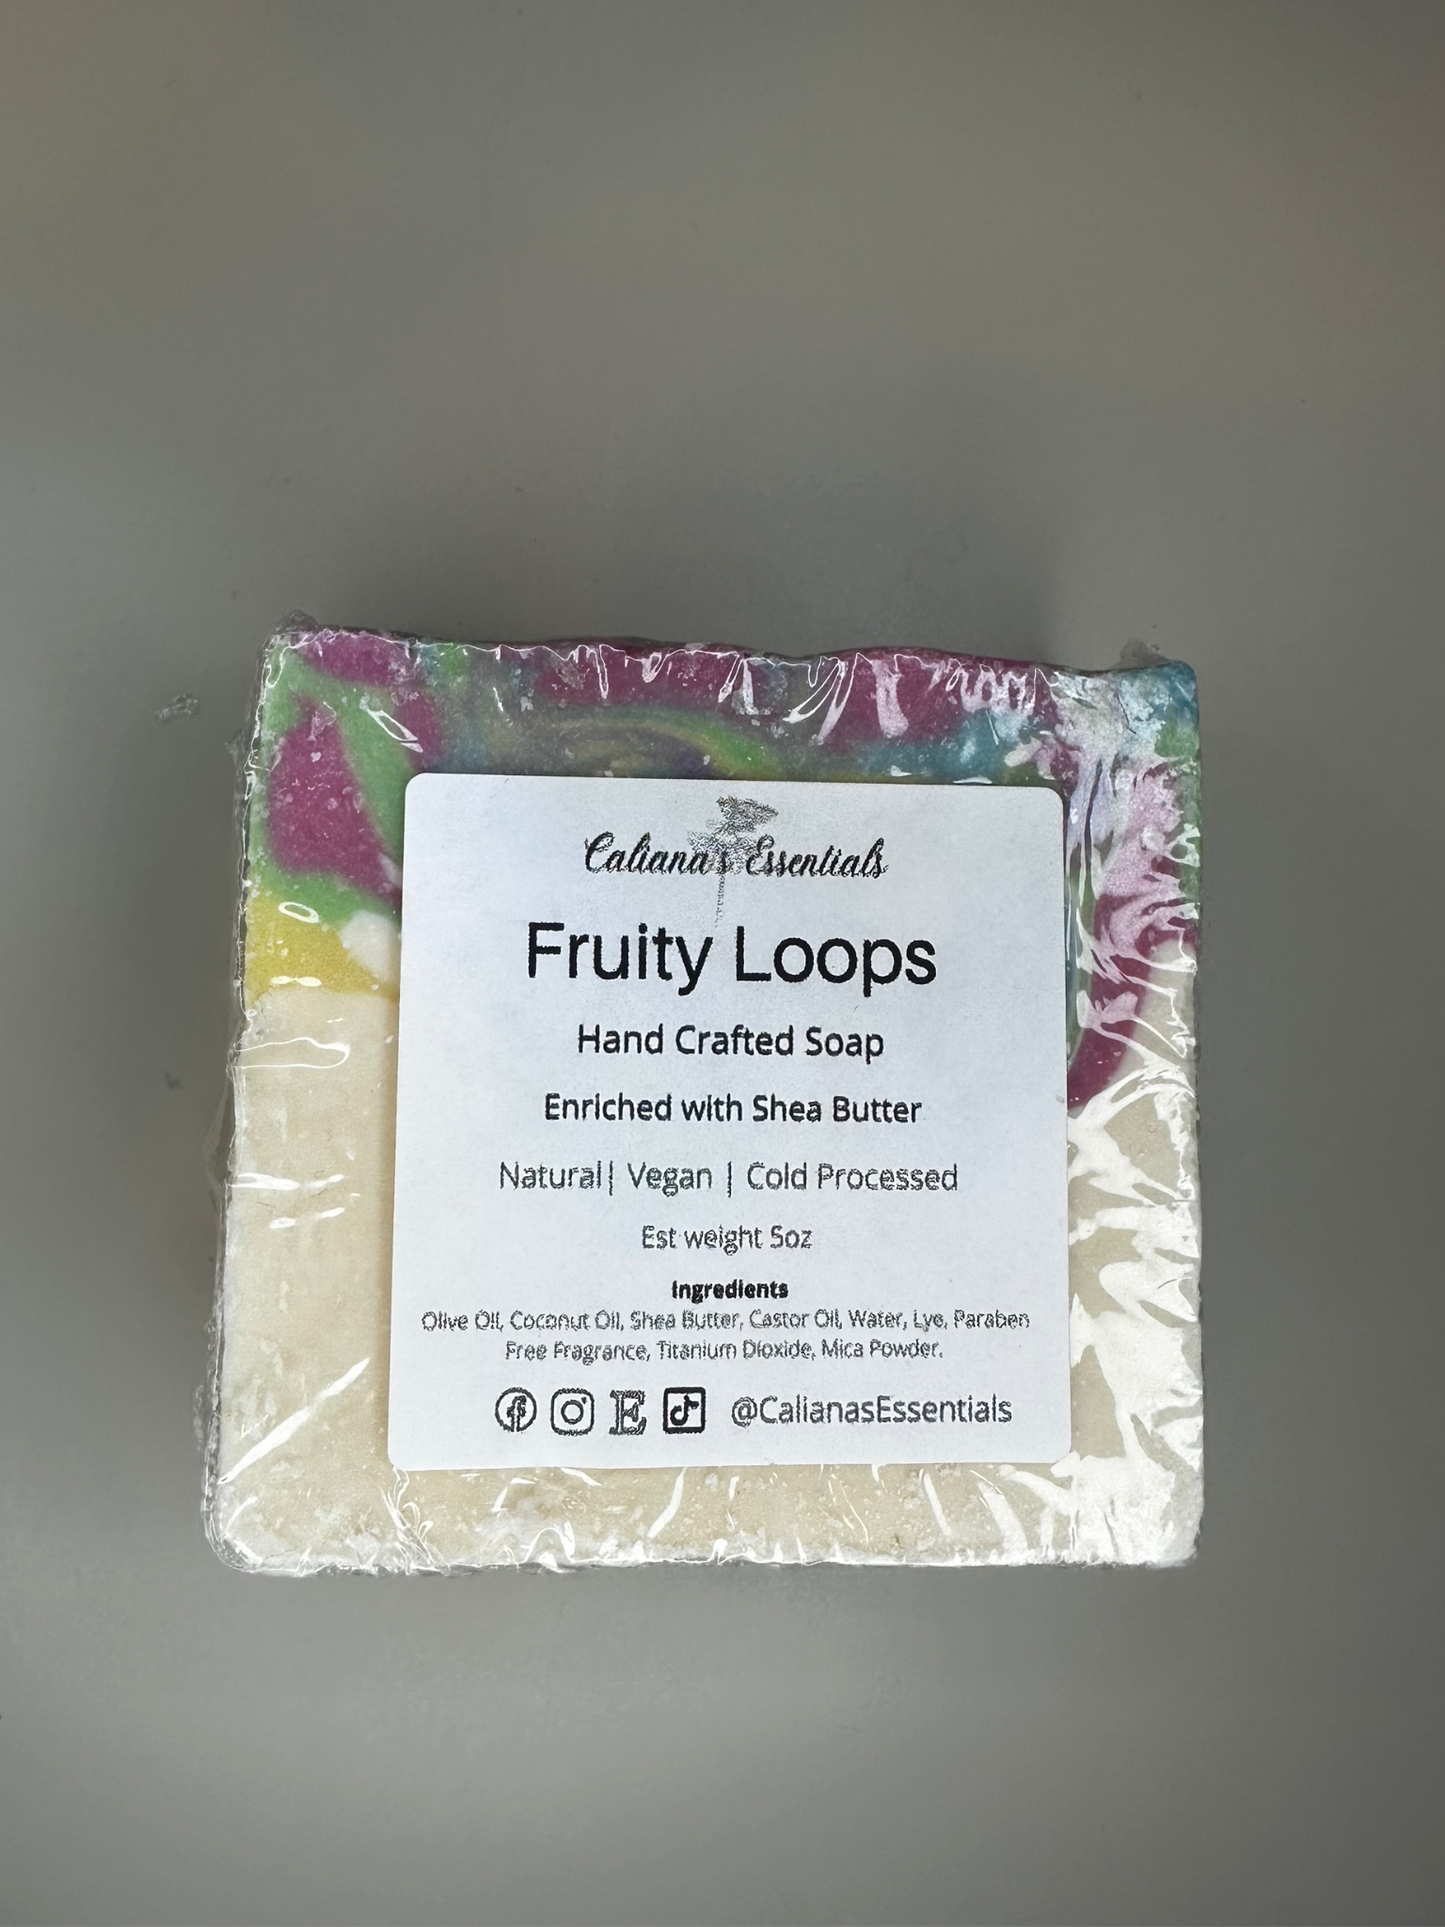 Caliana's Essentials
Fruity Loops
Hand Crafted Soap
Enriched with Shea Butter
Natural| Vegan | Cold Processed
Est weight 5oz
Ingredients
Olive Oil, Coconut Oil, Shea Butter, Castor Oil, Water, Lye, Paraben
Free Fragrance, Titanium Dioxide, Mica Powder.
@CalianasEssentials